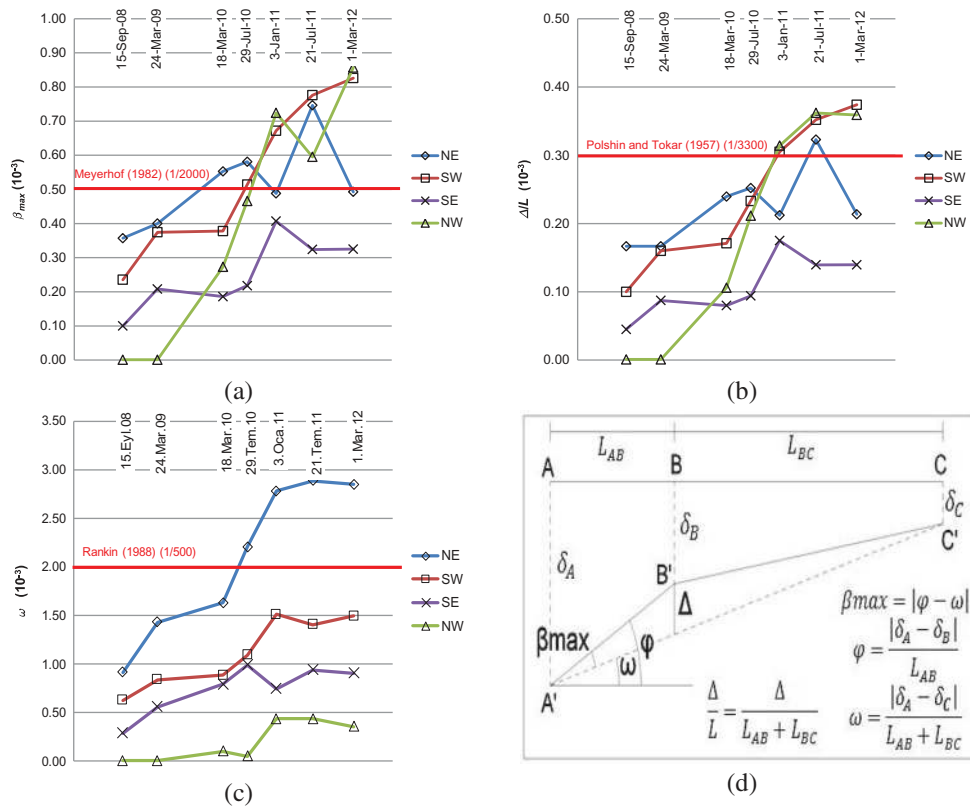 1.00
0.90
0.80
0.70
0.60
0.50
0.40
0.30
0.20
0.10
0.00
βmax (10⁻³)
15-Sep-08
24-Mar-09
18-Mar-10
29-Jul-10
3-Jan-11
21-Jul-11
1-Mar-12
Meyerhof (1982) (1/2000)
NE
SW
SE
NW
(a)
0.50
0.40
0.30
0.20
0.10
0.00
Δ/L (10⁻³)
15-Sep-08
24-Mar-09
18-Mar-10
29-Jul-10
3-Jan-11
21-Jul-11
1-Mar-12
Polshin and Tokar (1957) (1/3300)
NE
SW
SE
NW
(b)
3.50
3.00
2.50
2.00
1.50
1.00
0.50
0.00
ω (10⁻³)
15.Eyl.08
24.Mar.09
18.Mar.10
29.Tem.10
3.Oca.11
21.Tem.11
1.Mar.12
Rankin (1988) (1/500)
NE
SW
SE
NW
(c)
A
L_AB
B
L_BC
C
δ_A
δ_B
δ_C
A'
B'
C'
Δ
βmax
ω
φ
βmax = |φ − ω|
φ = |δ_A − δ_B| / L_AB
Δ/L = Δ/(L_AB + L_BC)
ω = |δ_A − δ_C| / (L_AB + L_BC)
(d)